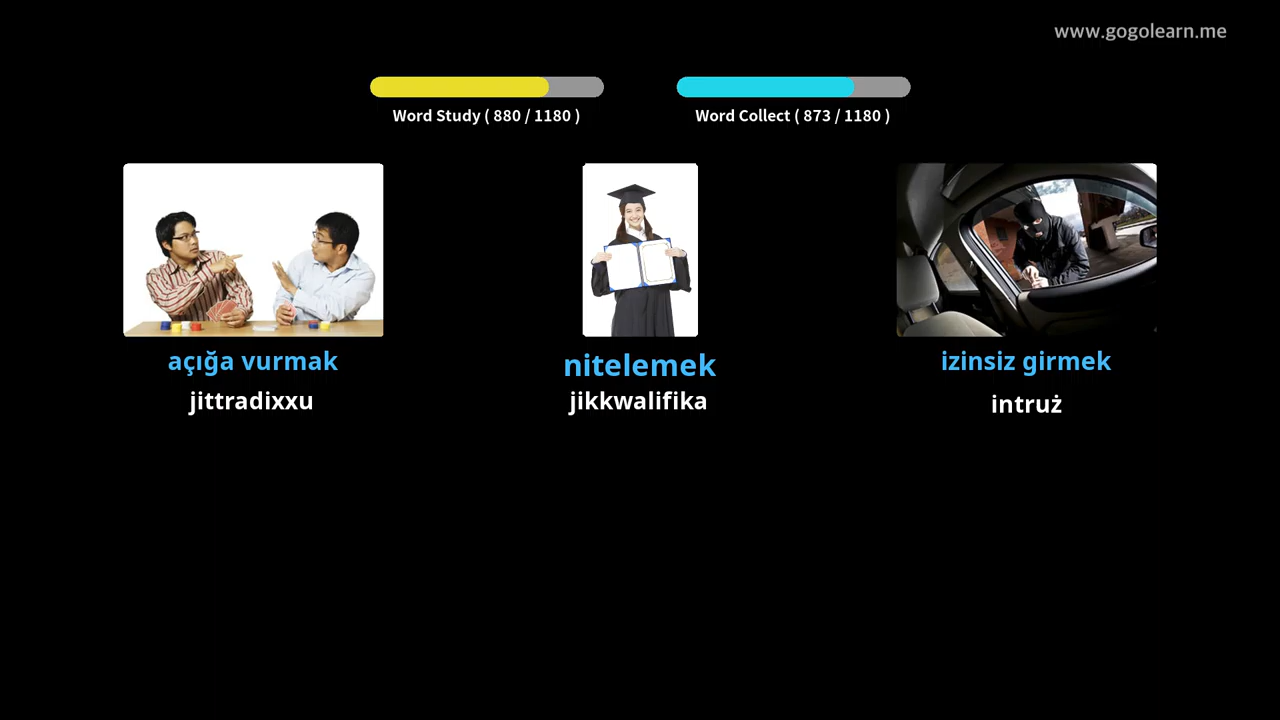 www.gogolearn.me
Word Study ( 880 / 1180 )
Word Collect ( 873 / 1180 )
açığa vurmak
jittradixxu
nitelemek
jikkwalifika
izinsiz girmek
intruż